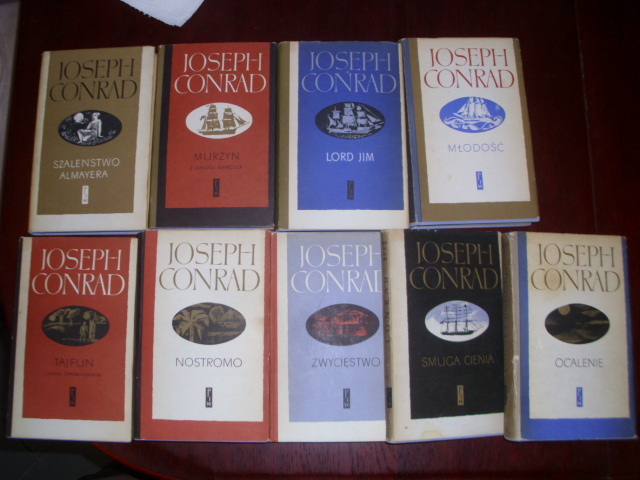 JOSEPH
CONRAD
SZALEŃSTWO
ALMAYERA
JOSEPH
CONRAD
MURZYN
JOSEPH
CONRAD
LORD JIM
JOSEPH
CONRAD
MŁODOŚĆ
JOSEPH
CONRAD
TAJFUN
JOSEPH
CONRAD
NOSTROMO
JOSEPH
CONRAD
ZWYCIĘSTWO
JOSEPH
CONRAD
SMUGA CIENIA
JOSEPH
CONRAD
OCALENIE